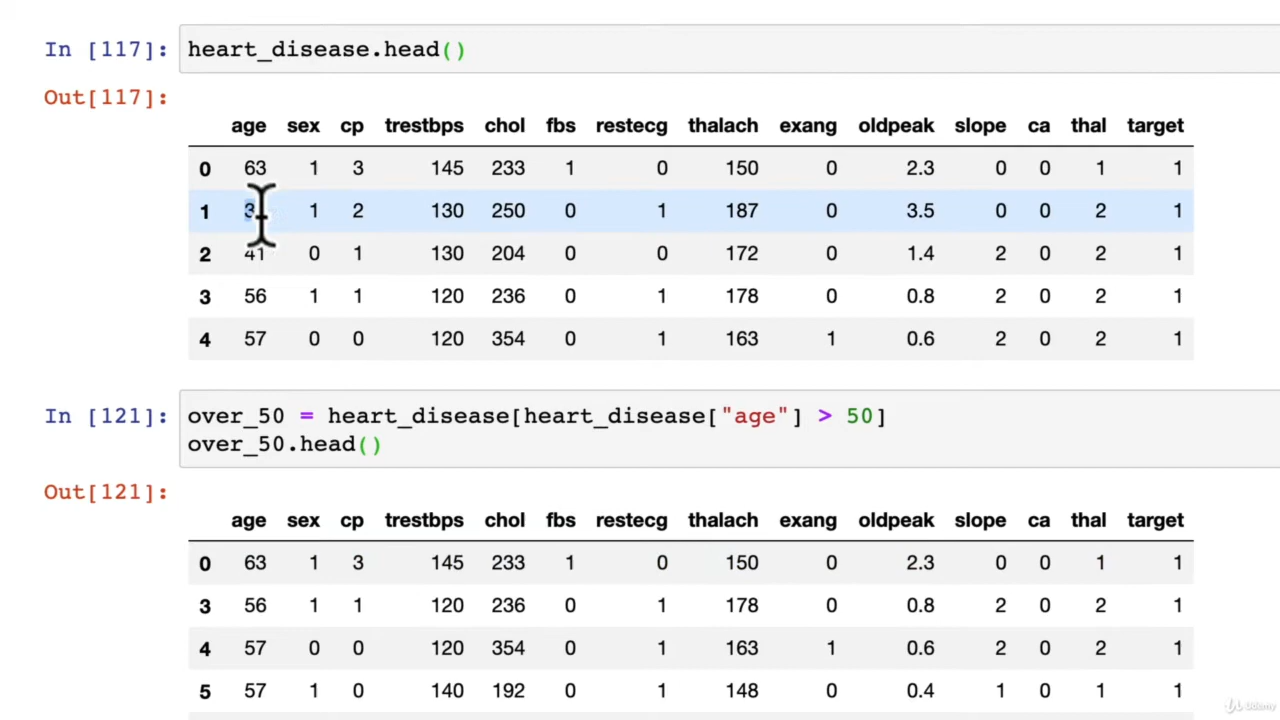 In [117]: heart_disease.head()
Out[117]:
age sex cp trestbps chol fbs restecg thalach exang oldpeak slope ca thal target
0 63 1 3 145 233 1 0 150 0 2.3 0 0 1 1
1 3 1 2 130 250 0 1 187 0 3.5 0 0 2 1
2 41 0 1 130 204 0 0 172 0 1.4 2 0 2 1
3 56 1 1 120 236 0 1 178 0 0.8 2 0 2 1
4 57 0 0 120 354 0 1 163 1 0.6 2 0 2 1
In [121]: over_50 = heart_disease[heart_disease["age"] > 50]
over_50.head()
Out[121]:
age sex cp trestbps chol fbs restecg thalach exang oldpeak slope ca thal target
0 63 1 3 145 233 1 0 150 0 2.3 0 0 1 1
3 56 1 1 120 236 0 1 178 0 0.8 2 0 2 1
4 57 0 0 120 354 0 1 163 1 0.6 2 0 2 1
5 57 1 0 140 192 0 1 148 0 0.4 1 0 1 1
Udemy